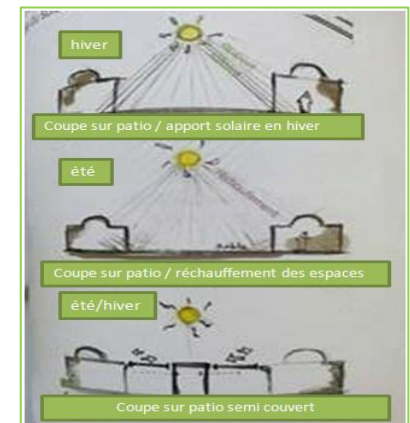 hiver
Coupe sur patio / apport solaire en hiver
été
Coupe sur patio / réchauffement des espaces
été/hiver
Coupe sur patio semi couvert